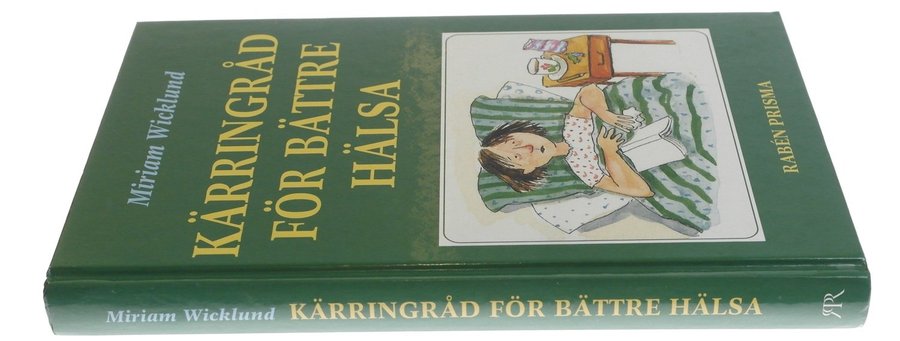 Miriam Wicklund
KÄRRINGRÅD
FÖR BÄTTRE
HÄLSA
RABÉN PRISMA
Miriam Wicklund KÄRRINGRÅD FÖR BÄTTRE HÄLSA